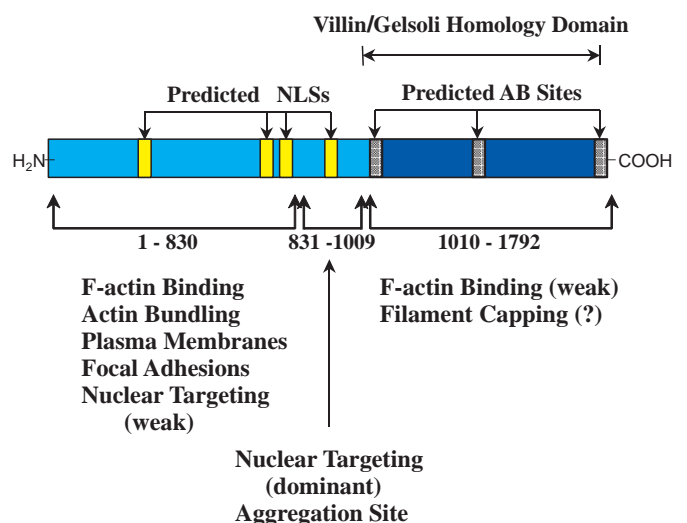 Villin/Gelsoli Homology Domain
Predicted NLSs
Predicted AB Sites
H₂N
COOH
1 - 830
831 -1009
1010 - 1792
F-actin Binding
Actin Bundling
Plasma Membranes
Focal Adhesions
Nuclear Targeting
(weak)
F-actin Binding (weak)
Filament Capping (?)
Nuclear Targeting
(dominant)
Aggregation Site